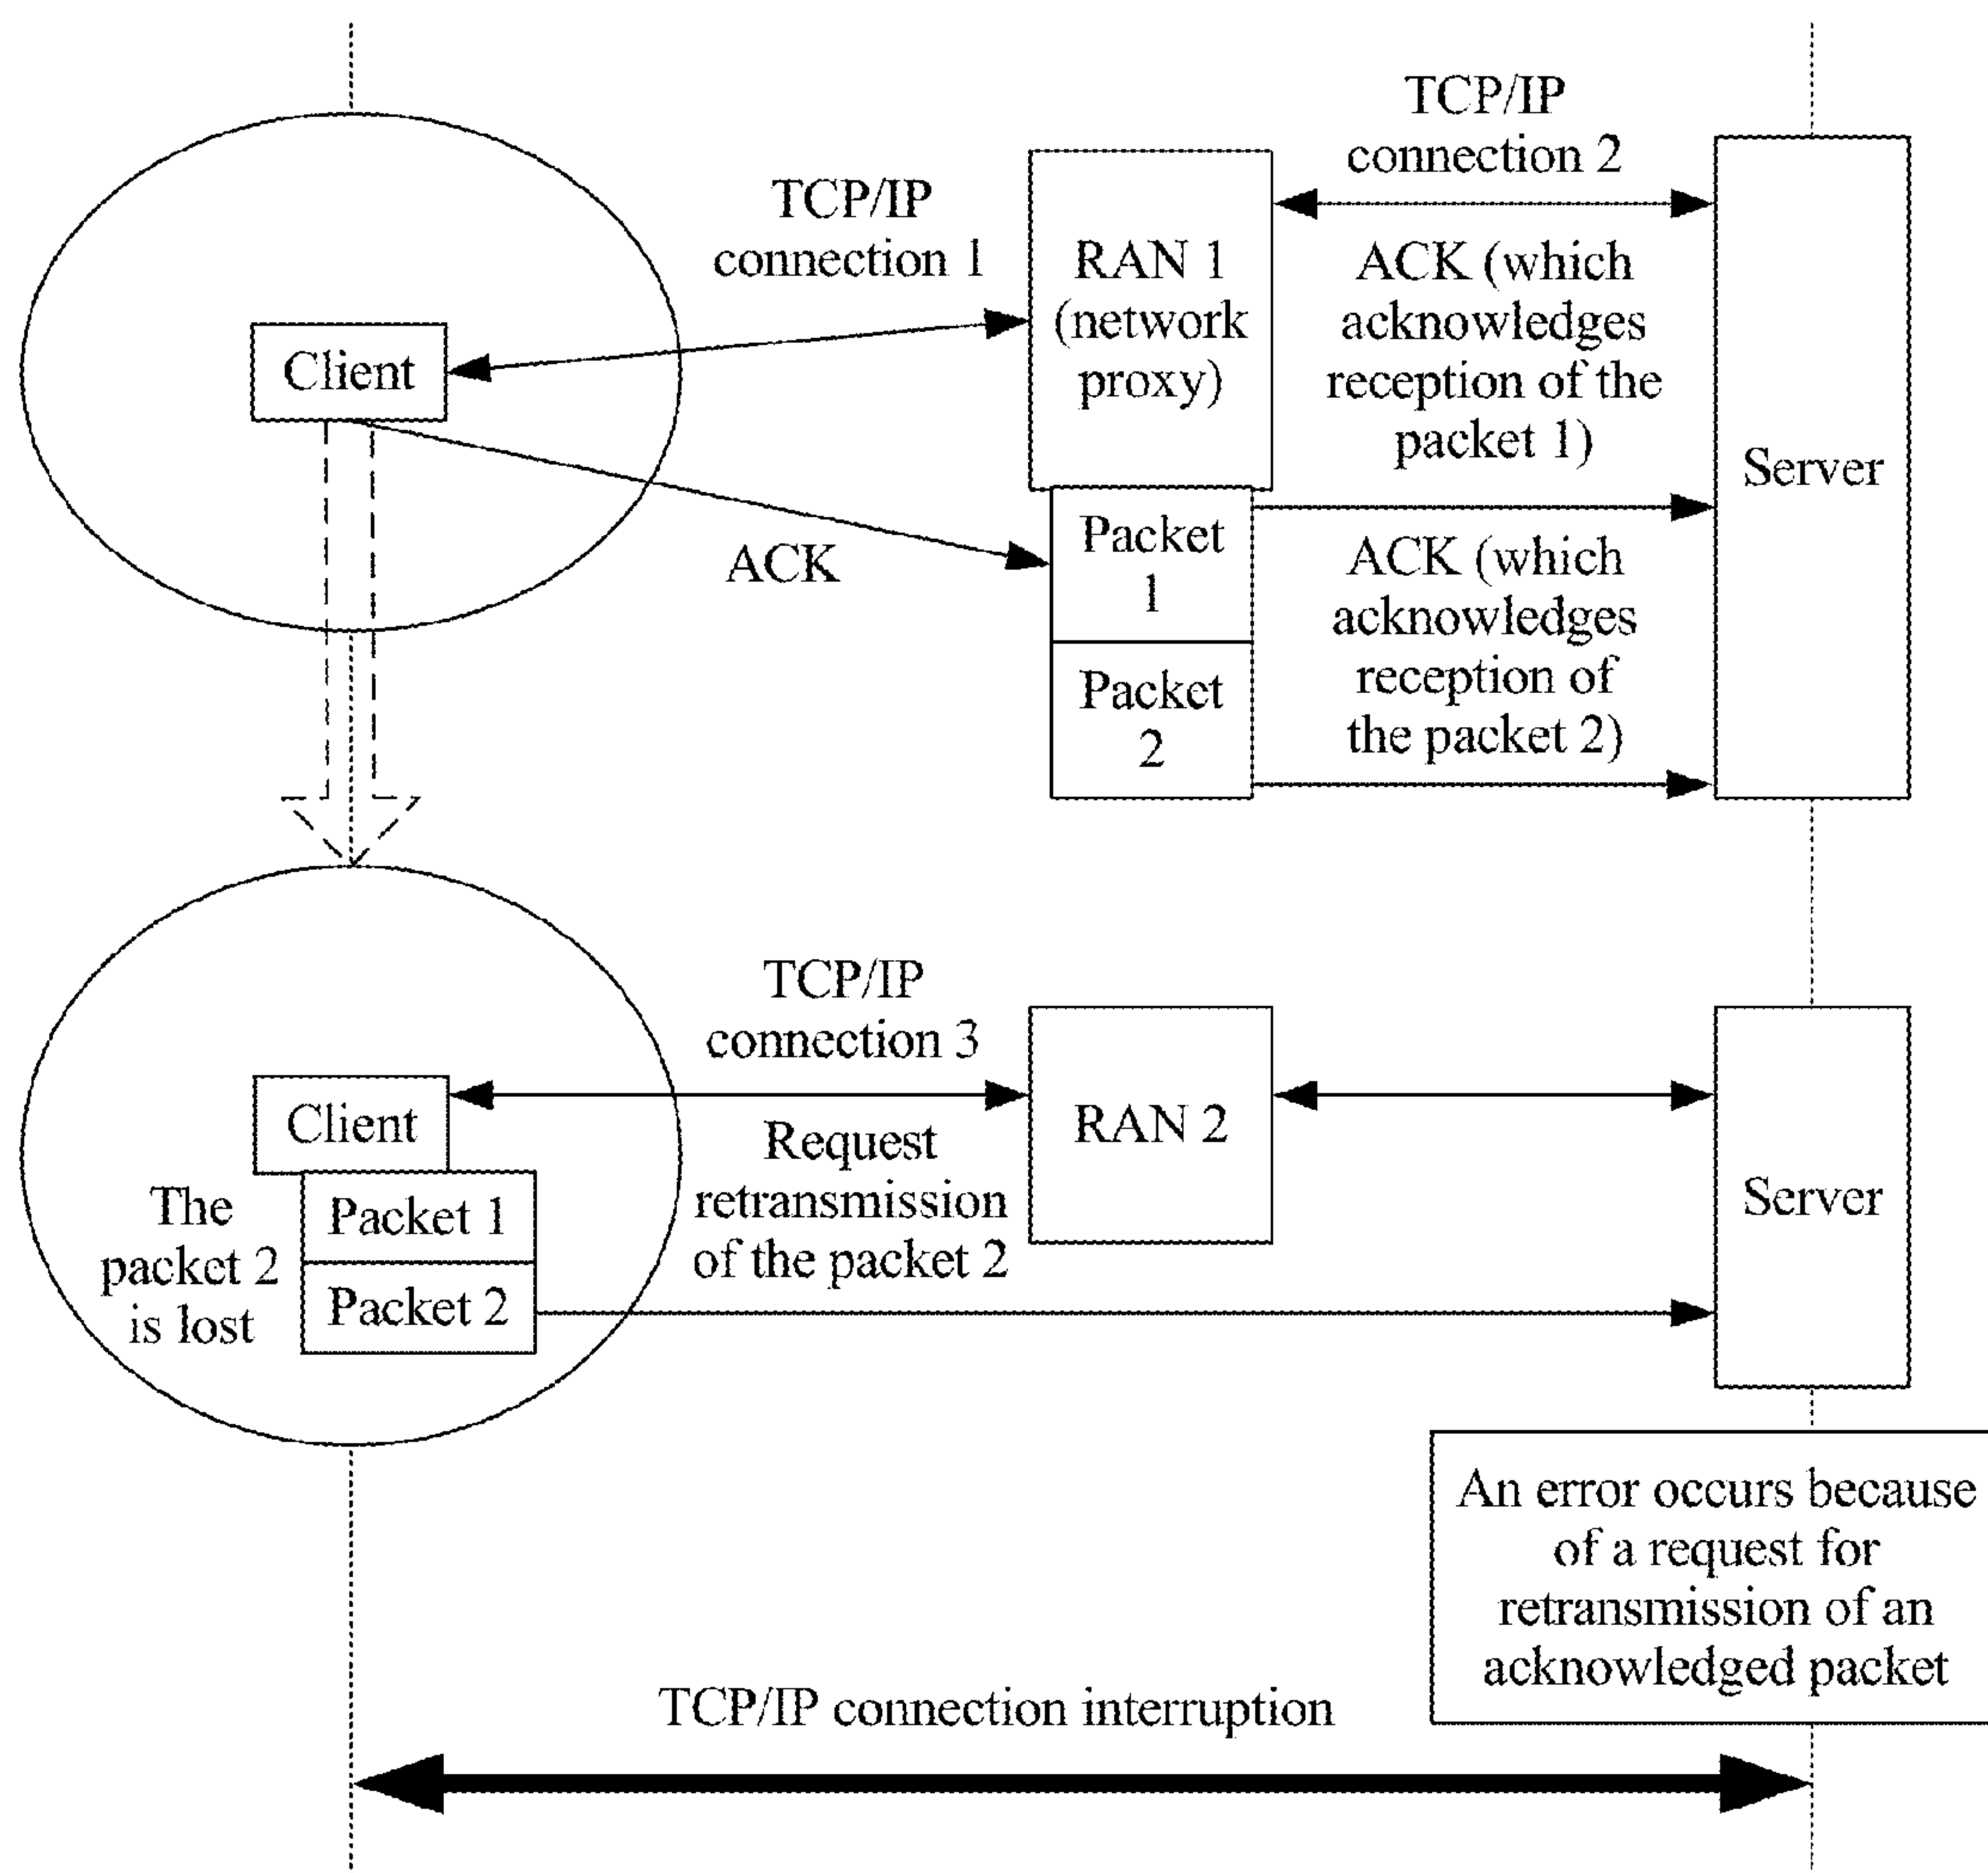 TCP/IP
connection 2
TCP/IP
connection 1
RAN 1
(network
proxy)
ACK (which
acknowledges
reception of the
packet 1)
Client
Server
ACK
Packet
1
ACK (which
acknowledges
reception of
the packet 2)
Packet
2
TCP/IP
connection 3
Client
RAN 2
Request
retransmission
of the packet 2
Server
The
packet 2
is lost
Packet 1
Packet 2
An error occurs because
of a request for
retransmission of an
acknowledged packet
TCP/IP connection interruption